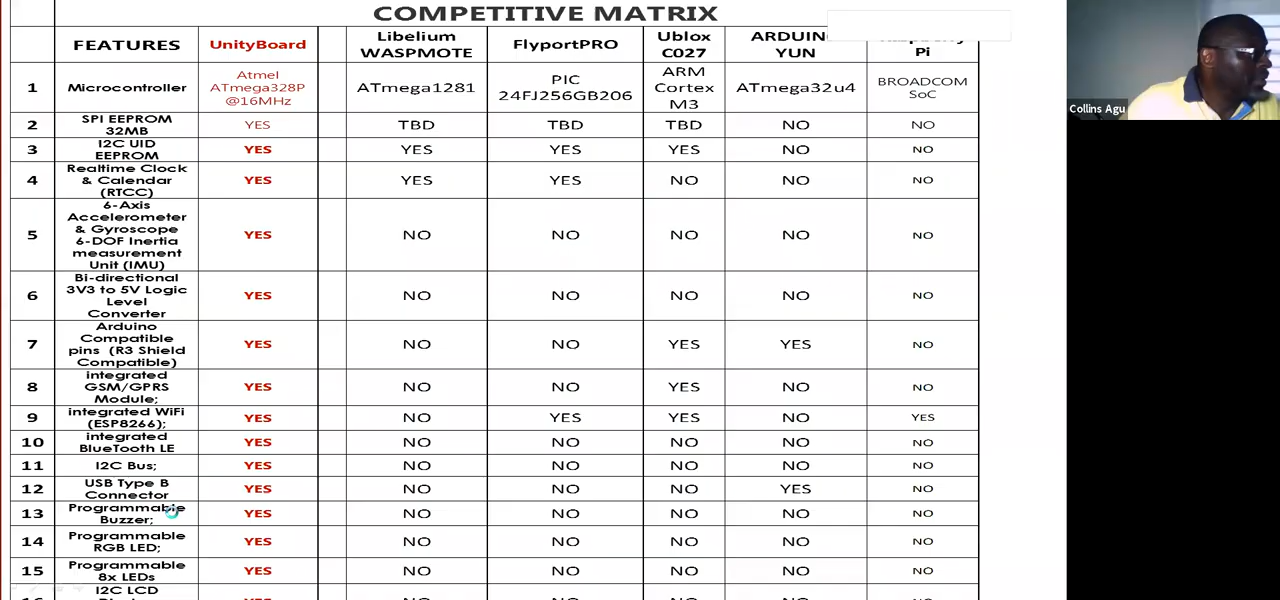 COMPETITIVE MATRIX
FEATURES UnityBoard Libelium WASPMOTE FlyportPRO Ublox C027 ARDUINO YUN Pi
1 Microcontroller Atmel ATmega328P @16MHz ATmega1281 PIC 24FJ256GB206 ARM Cortex M3 ATmega32u4 BROADCOM SoC
2 SPI EEPROM 32MB YES TBD TBD TBD NO NO
3 I2C UID EEPROM YES YES YES YES NO NO
4 Realtime Clock & Calendar (RTCC) YES YES YES NO NO NO
5 6-Axis Accelerometer & Gyroscope 6-DOF Inertia measurement Unit (IMU) YES NO NO NO NO NO
6 Bi-directional 3V3 to 5V Logic Level Converter YES NO NO NO NO NO
7 Arduino Compatible pins (R3 Shield Compatible) YES NO NO YES YES NO
8 integrated GSM/GPRS Module; YES NO NO YES NO NO
9 integrated WiFi (ESP8266); YES NO YES YES NO YES
10 integrated BlueTooth LE YES NO NO NO NO NO
11 I2C Bus; YES NO NO NO NO NO
12 USB Type B Connector YES NO NO NO YES NO
13 Programmable Buzzer; YES NO NO NO NO NO
14 Programmable RGB LED; YES NO NO NO NO NO
15 Programmable 8x LEDs YES NO NO NO NO NO
I2C LCD
Collins Agu